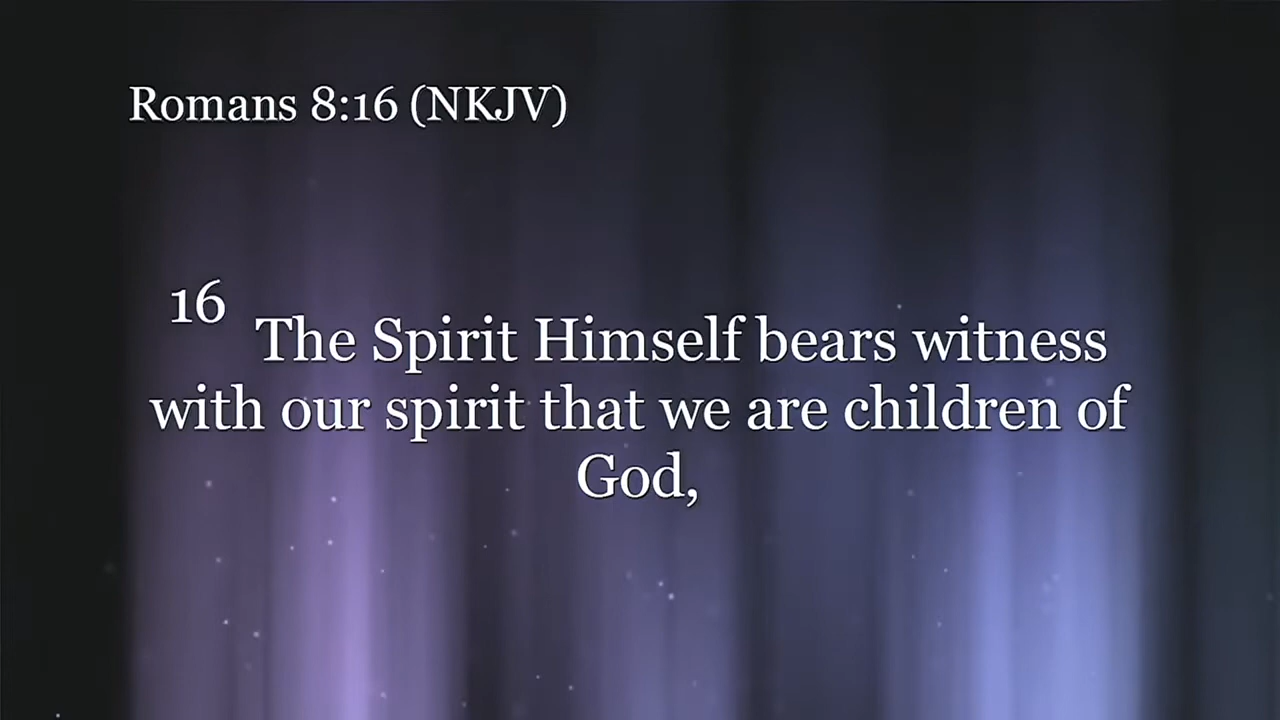 Romans 8:16 (NKJV)
16 The Spirit Himself bears witness
with our spirit that we are children of
God,